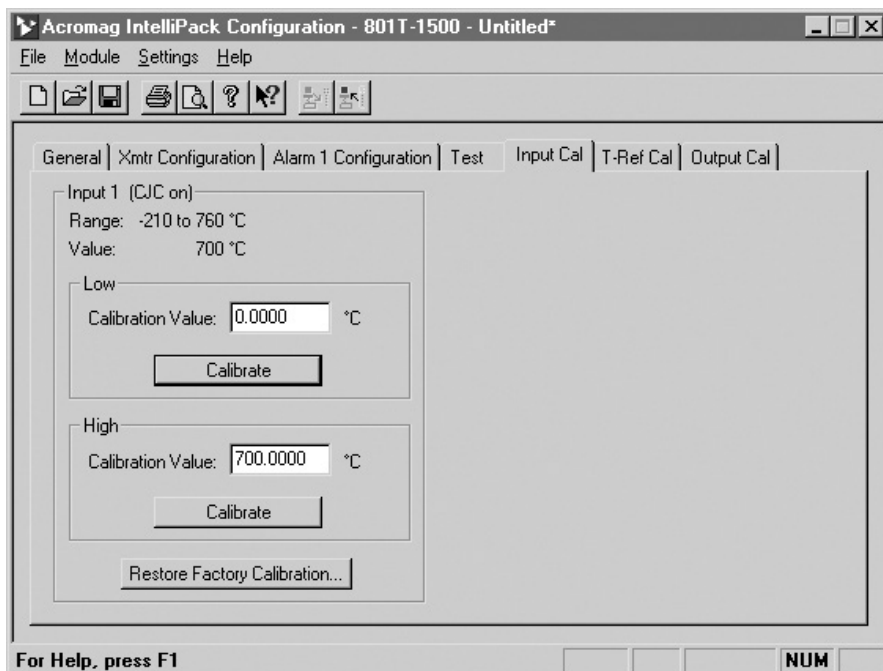 Acromag IntelliPack Configuration - 801T-1500 - Untitled*
File Module Settings Help
General Xmtr Configuration Alarm 1 Configuration Test Input Cal T-Ref Cal Output Cal
Input 1 (CJC on)
Range: -210 to 760 °C
Value: 700 °C
Low
Calibration Value: 0.0000 °C
Calibrate
High
Calibration Value: 700.0000 °C
Calibrate
Restore Factory Calibration...
For Help, press F1 NUM